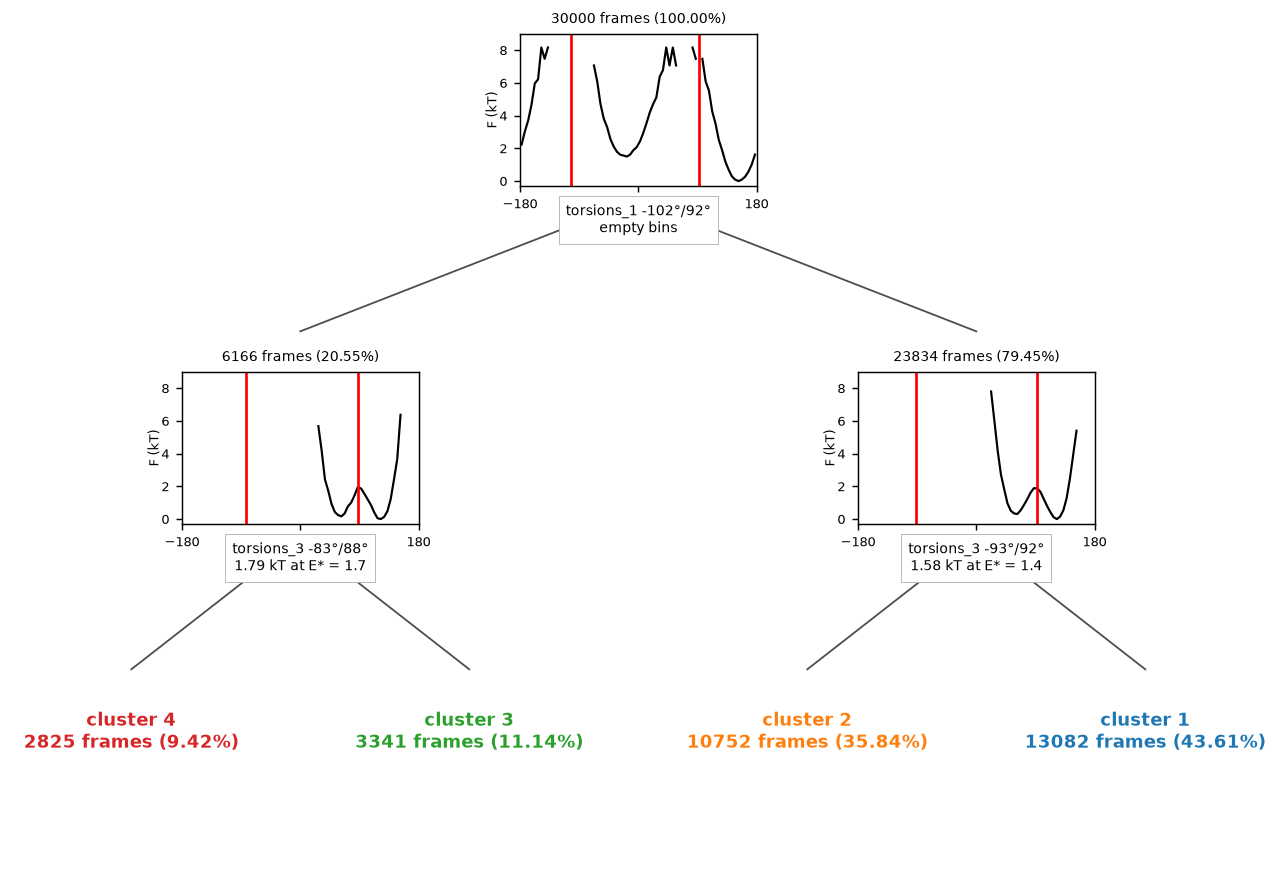 30000 frames (100.00%)
8
6
4
2
0
F (kT)
−180
180
torsions_1 -102°/92°
empty bins
6166 frames (20.55%)
8
6
4
2
0
F (kT)
−180
180
torsions_3 -83°/88°
1.79 kT at E* = 1.7
23834 frames (79.45%)
8
6
4
2
0
F (kT)
−180
180
torsions_3 -93°/92°
1.58 kT at E* = 1.4
cluster 4
2825 frames (9.42%)
cluster 3
3341 frames (11.14%)
cluster 2
10752 frames (35.84%)
cluster 1
13082 frames (43.61%)